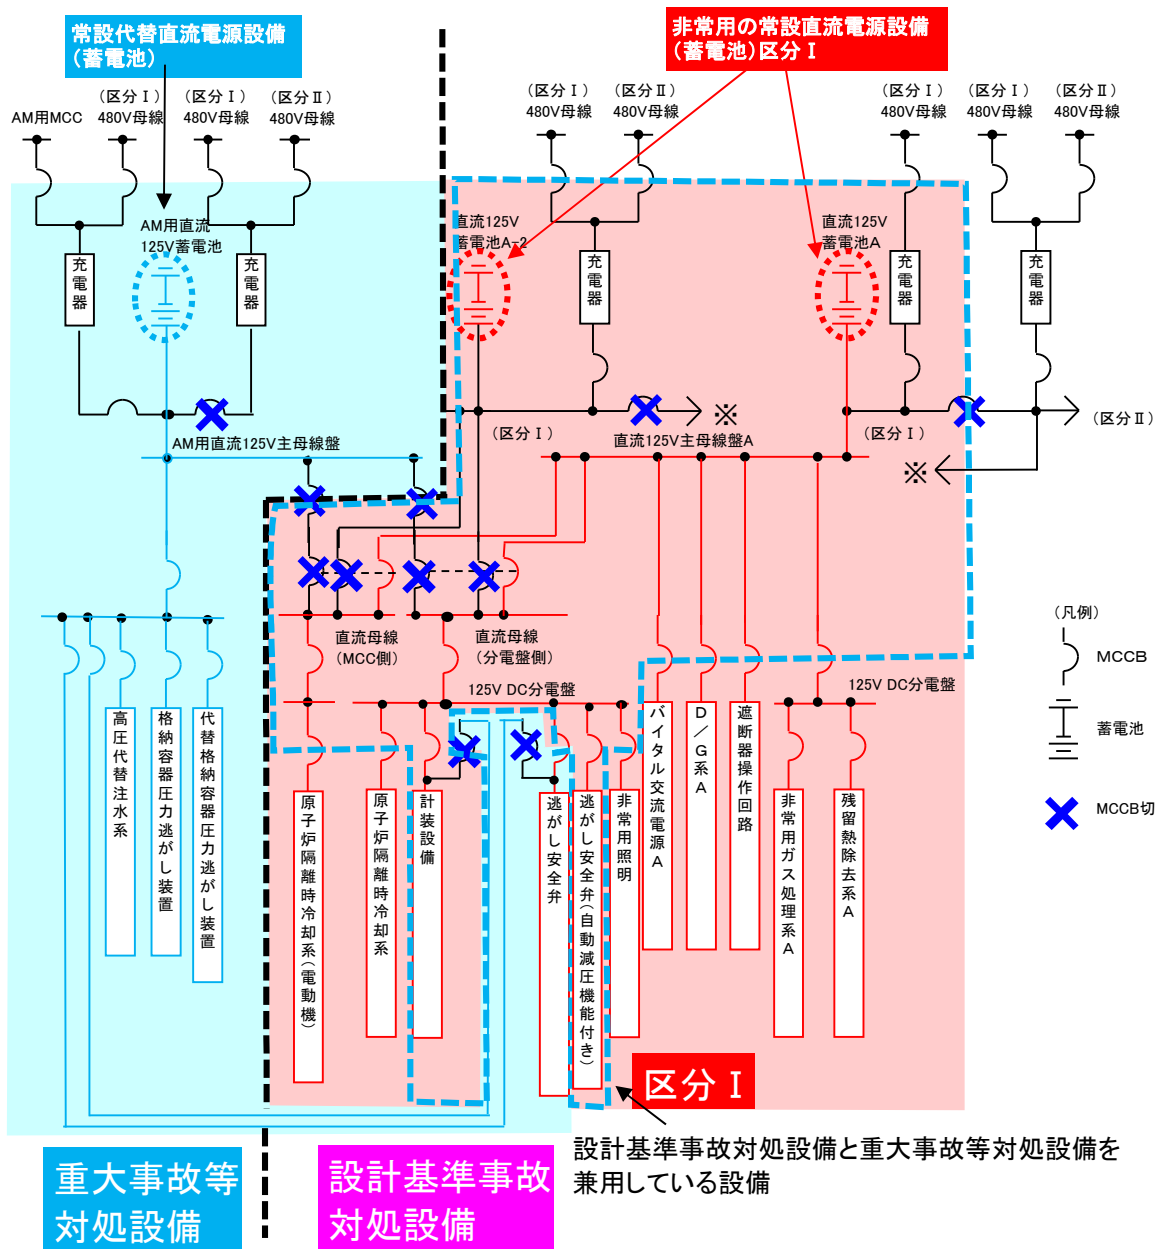 常設代替直流電源設備
(蓄電池)
非常用の常設直流電源設備
(蓄電池)区分Ⅰ
AM用MCC
(区分Ⅰ)
480V母線
(区分Ⅰ)
480V母線
(区分Ⅱ)
480V母線
(区分Ⅰ)
480V母線
(区分Ⅱ)
480V母線
(区分Ⅰ)
480V母線
(区分Ⅰ)
480V母線
(区分Ⅱ)
480V母線
AM用直流
125V蓄電池
直流125V
蓄電池A-2
直流125V
蓄電池A
充電器
充電器
充電器
充電器
充電器
※
(区分Ⅱ)
(区分Ⅰ)
(区分Ⅰ)
AM用直流125V主母線盤
直流125V主母線盤A
※
直流母線
(MCC側)
直流母線
(分電盤側)
125V DC分電盤
125V DC分電盤
(凡例)
MCCB
蓄電池
MCCB切
高圧代替注水系
格納容器圧力逃がし装置
代替格納容器圧力逃がし装置
原子炉隔離時冷却系(電動機)
原子炉隔離時冷却系
計装設備
逃がし安全弁
逃がし安全弁(自動減圧機能付き)
非常用照明
バイタル交流電源A
D/G系A
遮断器操作回路
非常用ガス処理系A
残留熱除去系A
区分Ⅰ
設計基準事故対処設備と重大事故等対処設備を
兼用している設備
重大事故等
対処設備
設計基準事故
対処設備